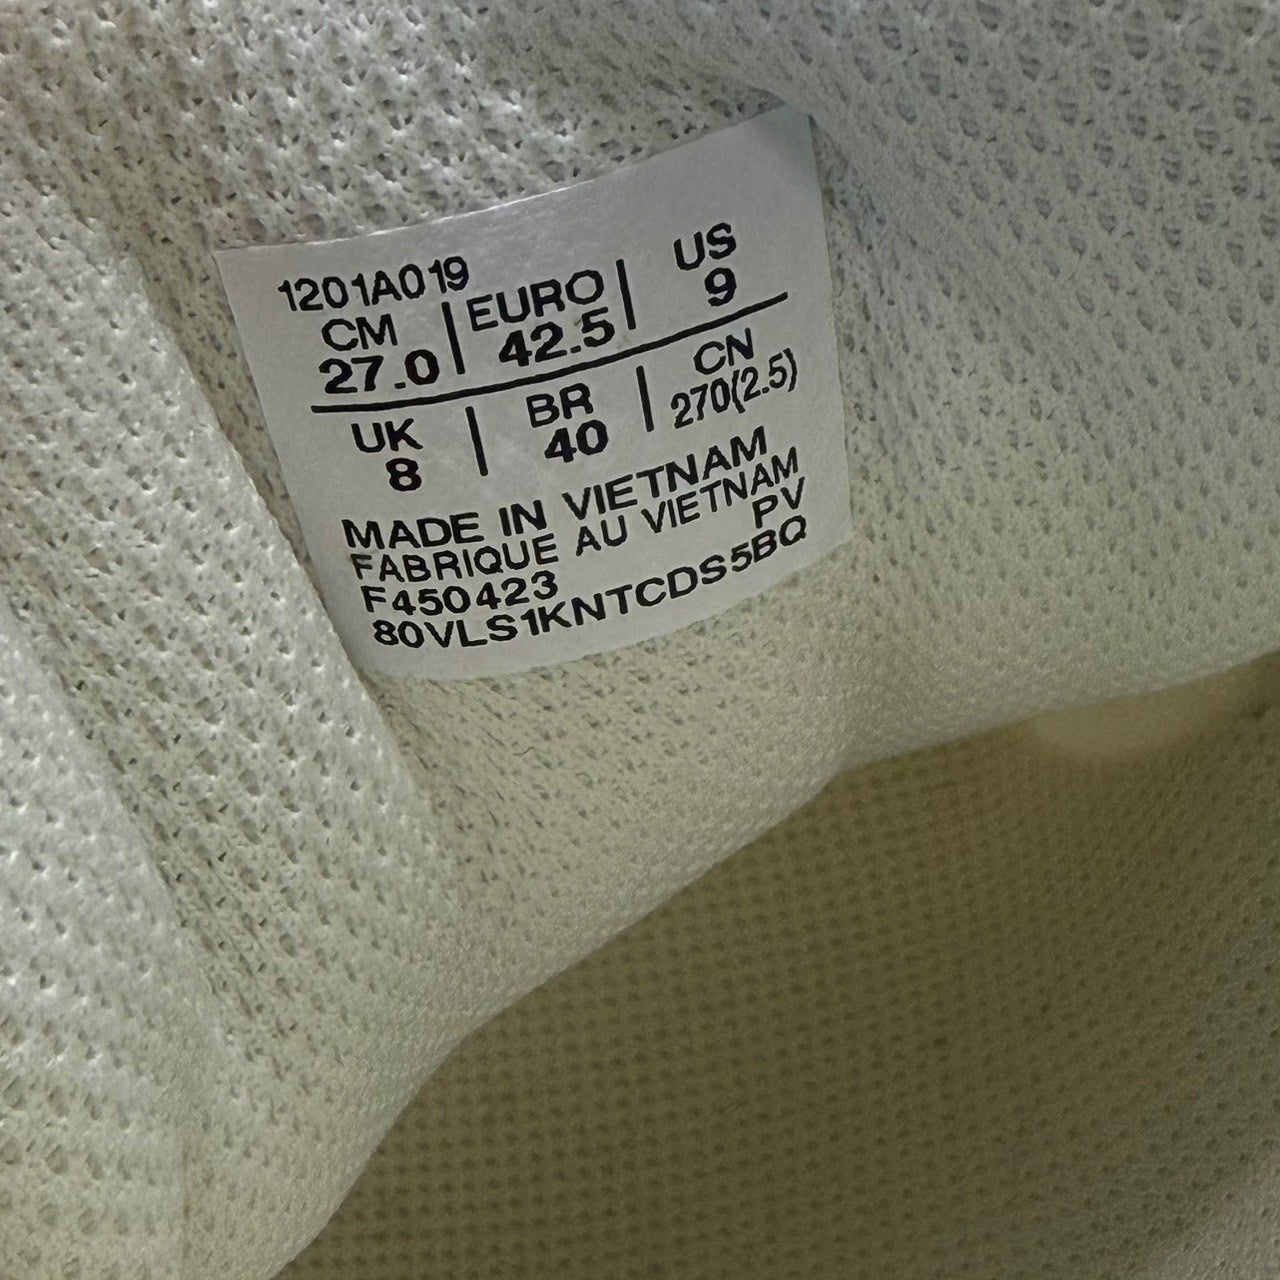 1201A019
CM | EURO | US
27.0 | 42.5 | 9
UK | BR | CN
8 | 40 | 270(2.5)
MADE IN VIETNAM
FABRIQUE AU VIETNAM
F450423 PV
80VLS1KNTCDS5BQ